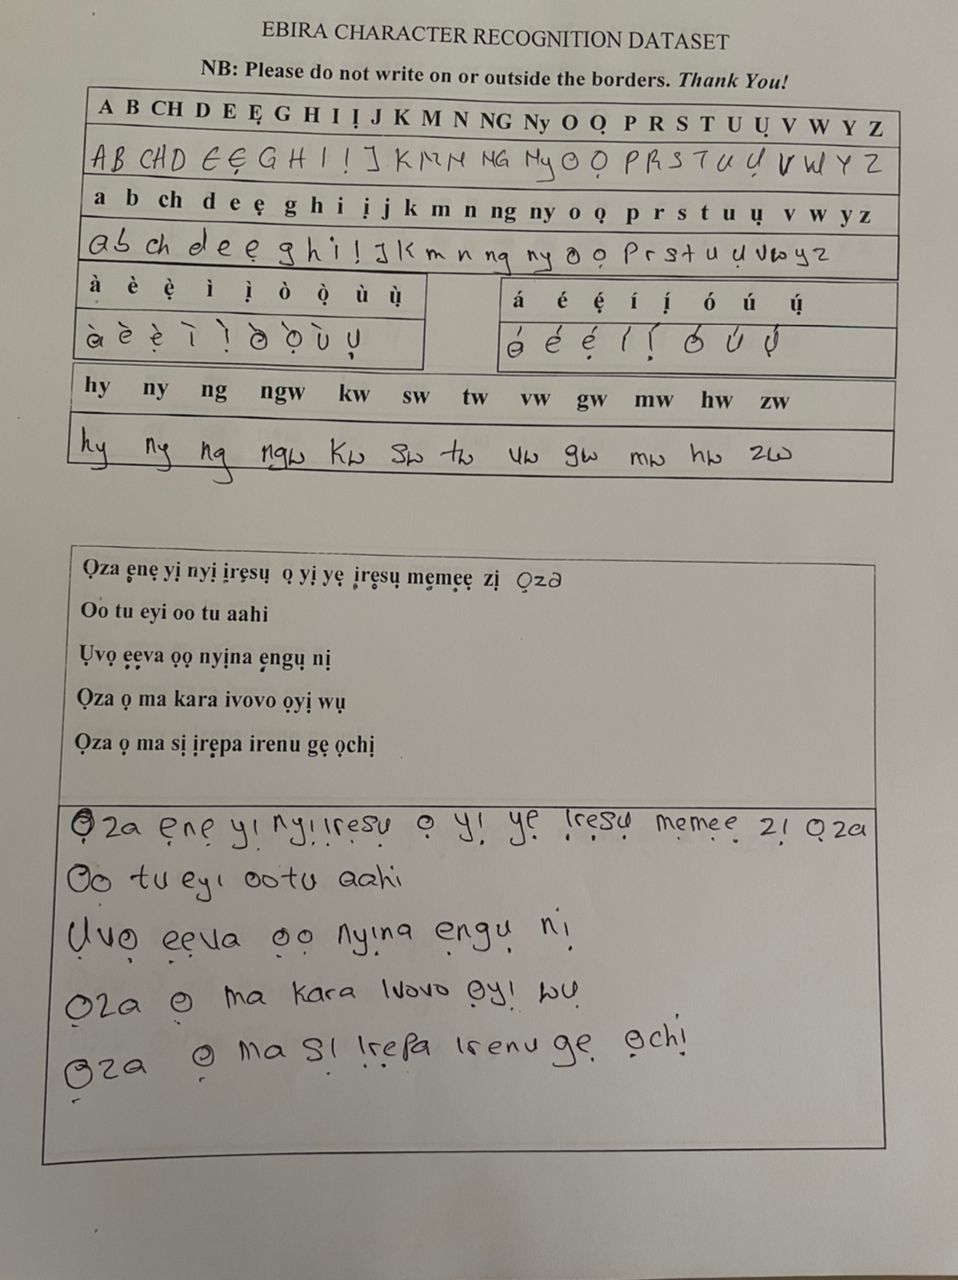 EBIRA CHARACTER RECOGNITION DATASET
NB: Please do not write on or outside the borders. Thank You!
A B CH D E Ẹ G H I Ị J K M N NG Ny O Ọ P R S T U Ụ V W Y Z
A B CH D E Ẹ G H I Ị J K M N NG Ny O Ọ P R S T U Ụ V W Y Z
a b ch d e ẹ g h i ị j k m n ng ny o ọ p r s t u ụ v w y z
a b ch d e ẹ g h i ị J K m n ng ny o ọ P r s t u ụ v w y z
à è ẹ̀ ì ị̀ ò ọ̀ ù ụ̀
à è ẹ̀ ì ị̀ ò ọ̀ ù ụ̀
á é ẹ́ í ị́ ó ú ụ́
á é ẹ́ í ị́ ó ú ụ́
hy ny ng ngw kw sw tw vw gw mw hw zw
hy ny ng ngw kw sw tw vw gw mw hw zw
Ọza ẹnẹ yị nyị ịrẹsụ ọ yị yẹ ịrẹsụ mẹmẹẹ zị ọza
Oo tu eyi oo tu aahi
Ụvọ ẹẹva ọọ nyịna ẹngụ nị
Ọza ọ ma kara ivovo ọyị wụ
Ọza ọ ma sị ịrẹpa irenu gẹ ọchị
Ọza ẹnẹ yị nyị ịrẹsụ ọ yị yẹ ịrẹsụ mẹmẹẹ zị ọza
Oo tu eyi oo tu aahi
Ụvọ ẹẹva ọọ nyịna ẹngụ nị
Ọza ọ ma kara ivovo ọyị wụ
Ọza ọ ma sị ịrẹpa irenu gẹ ọchị